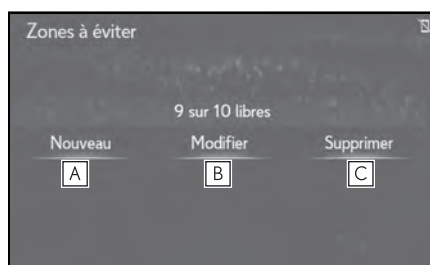 Zones à éviter
9 sur 10 libres
Nouveau Modifier Supprimer
A B C